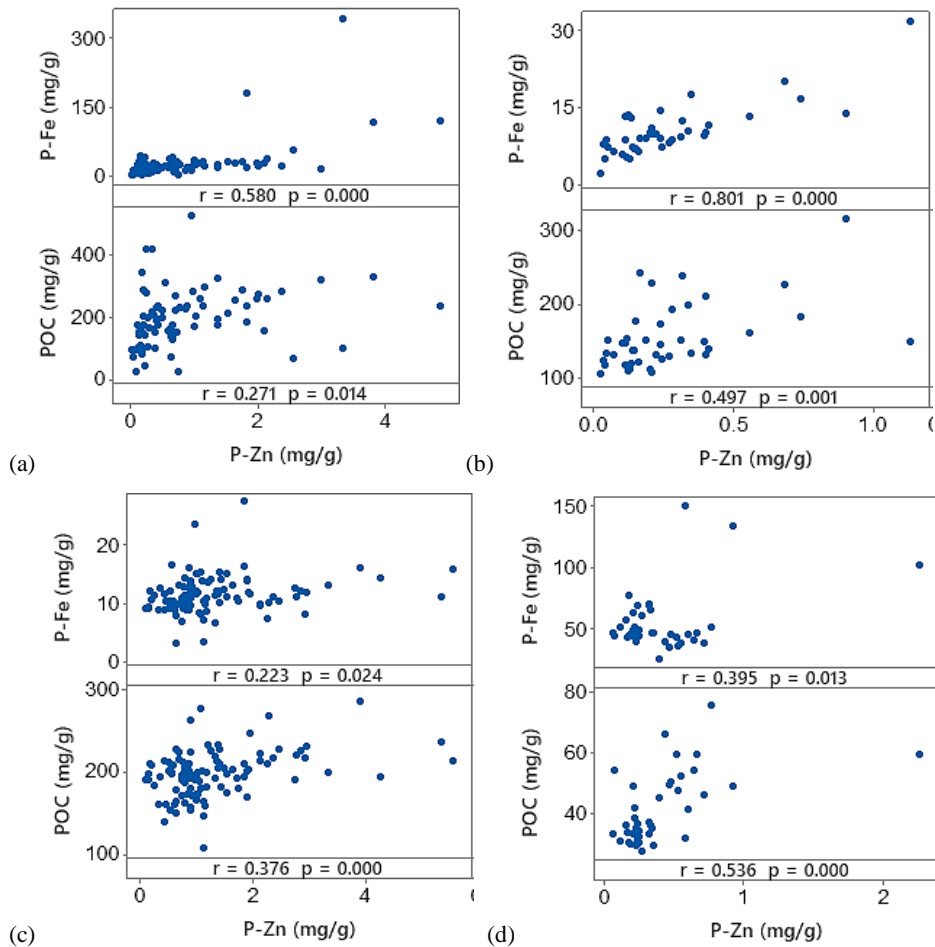 P-Fe (mg/g)
300
150
0
r = 0.580 p = 0.000
POC (mg/g)
400
200
0
r = 0.271 p = 0.014
0 2 4
P-Zn (mg/g)
(a)
P-Fe (mg/g)
30
15
0
r = 0.801 p = 0.000
POC (mg/g)
300
200
100
r = 0.497 p = 0.001
0.0 0.5 1.0
P-Zn (mg/g)
(b)
P-Fe (mg/g)
20
10
0
r = 0.223 p = 0.024
POC (mg/g)
300
200
100
r = 0.376 p = 0.000
0 2 4
P-Zn (mg/g)
(c)
P-Fe (mg/g)
150
100
50
r = 0.395 p = 0.013
POC (mg/g)
80
60
40
r = 0.536 p = 0.000
0 1 2
P-Zn (mg/g)
(d)